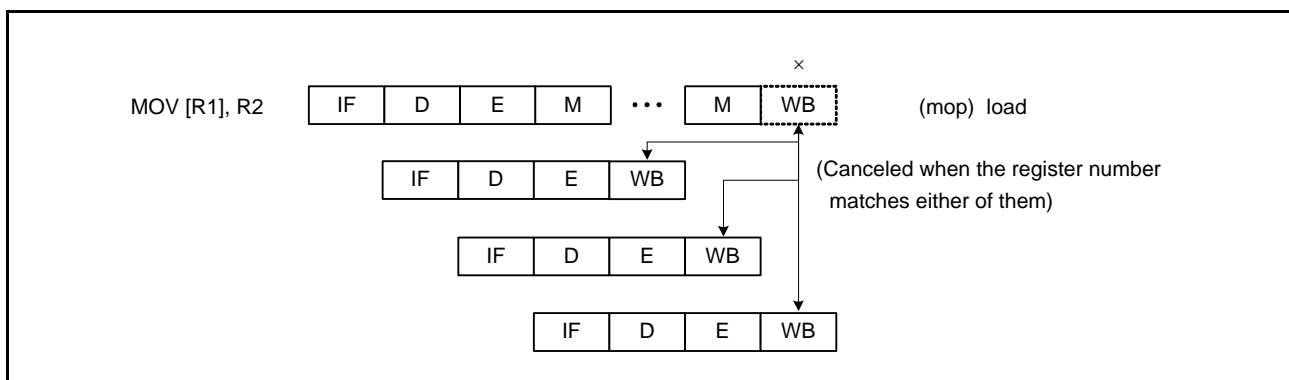 ×
MOV [R1], R2 IF D E M ••• M WB (mop) load
IF D E WB (Canceled when the register number
matches either of them)
IF D E WB
IF D E WB